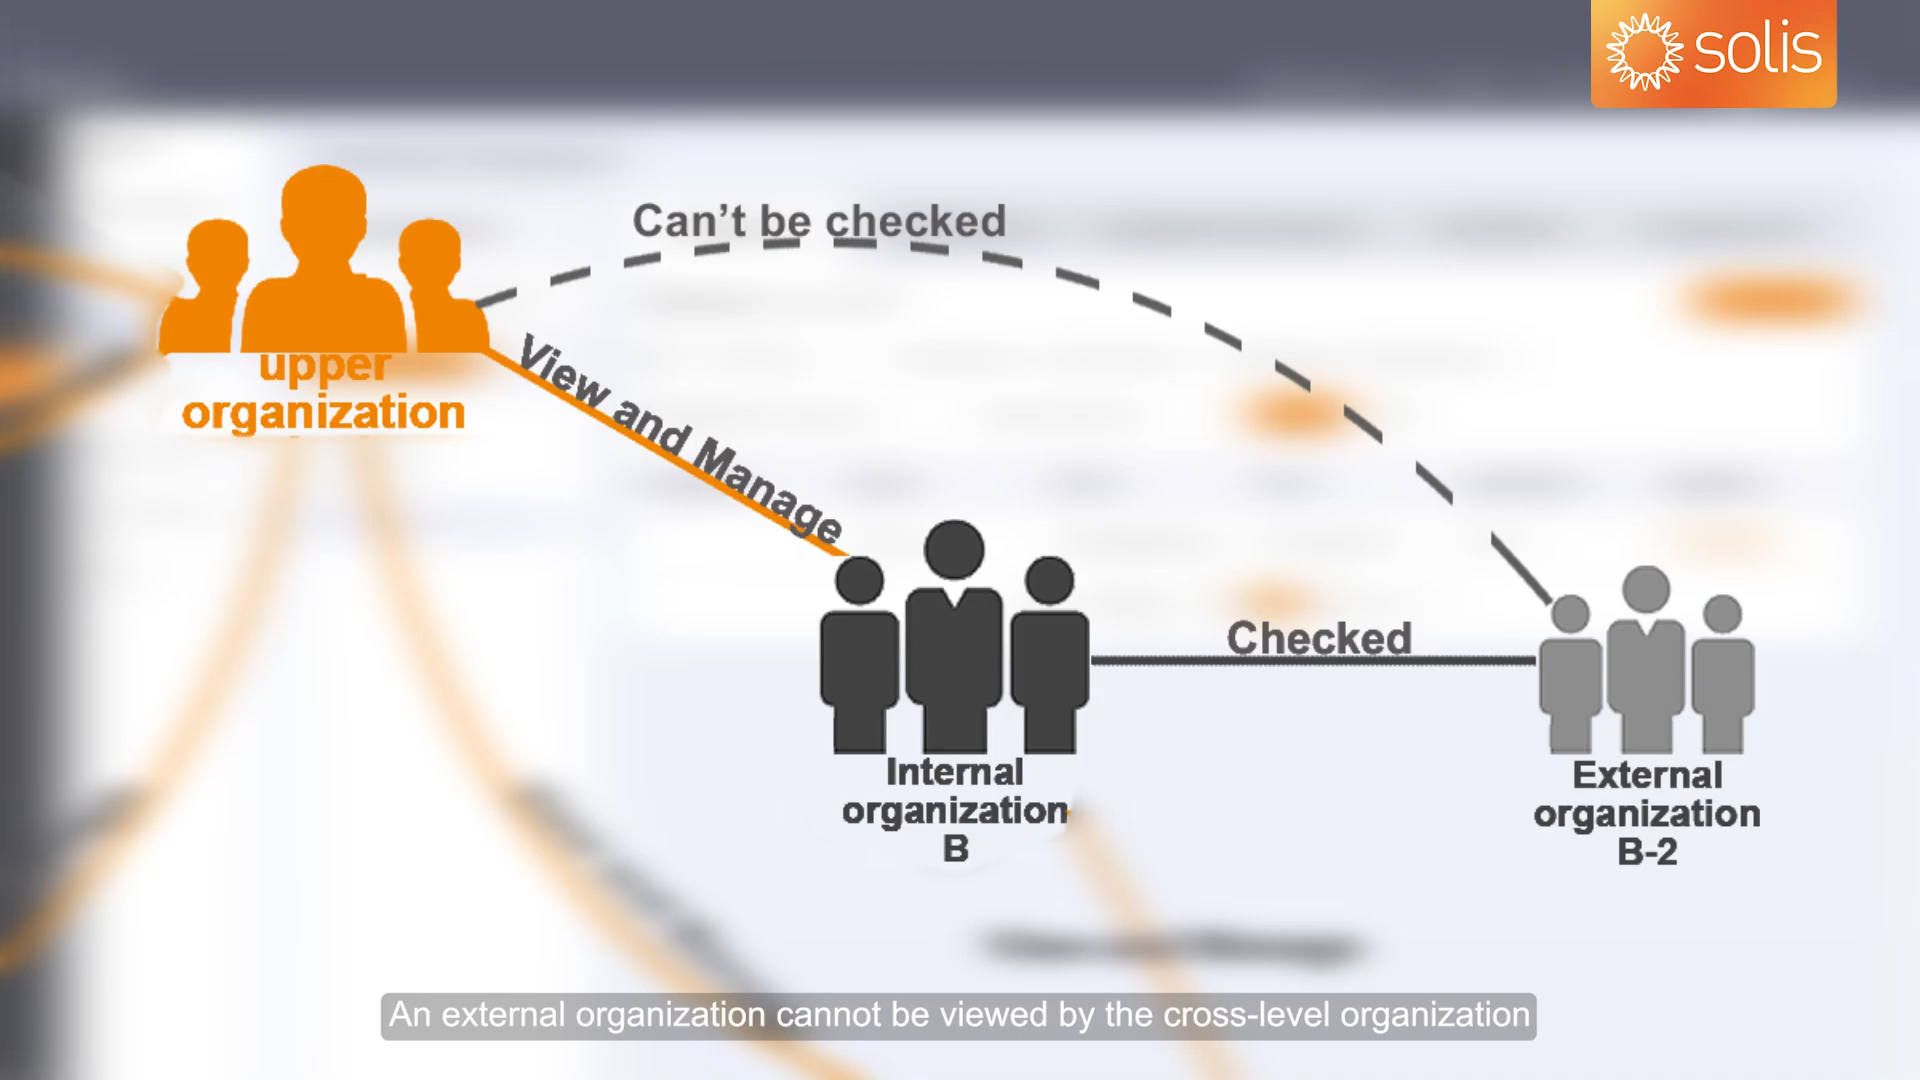 solis
Can't be checked
upper
organization
View and Manage
Checked
Internal
organization
B
External
organization
B-2
An external organization cannot be viewed by the cross-level organization